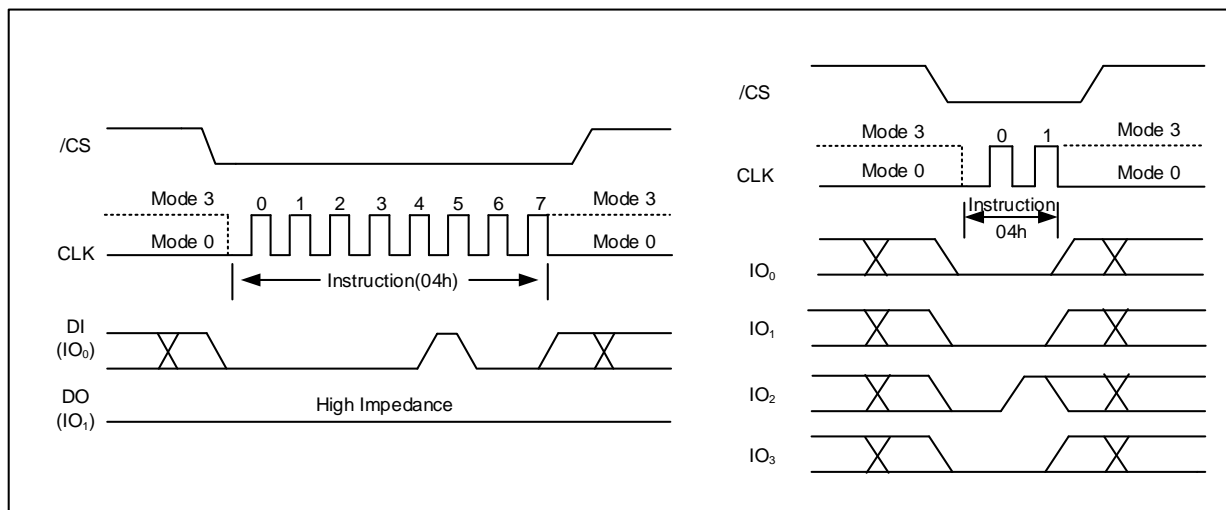 /CS
Mode 3
Mode 0
CLK
0 1 2 3 4 5 6 7
Mode 3
Mode 0
Instruction(04h)
DI
(IO₀)
DO
(IO₁)
High Impedance
/CS
Mode 3
Mode 0
CLK
0 1
Mode 3
Mode 0
Instruction
04h
IO₀
IO₁
IO₂
IO₃